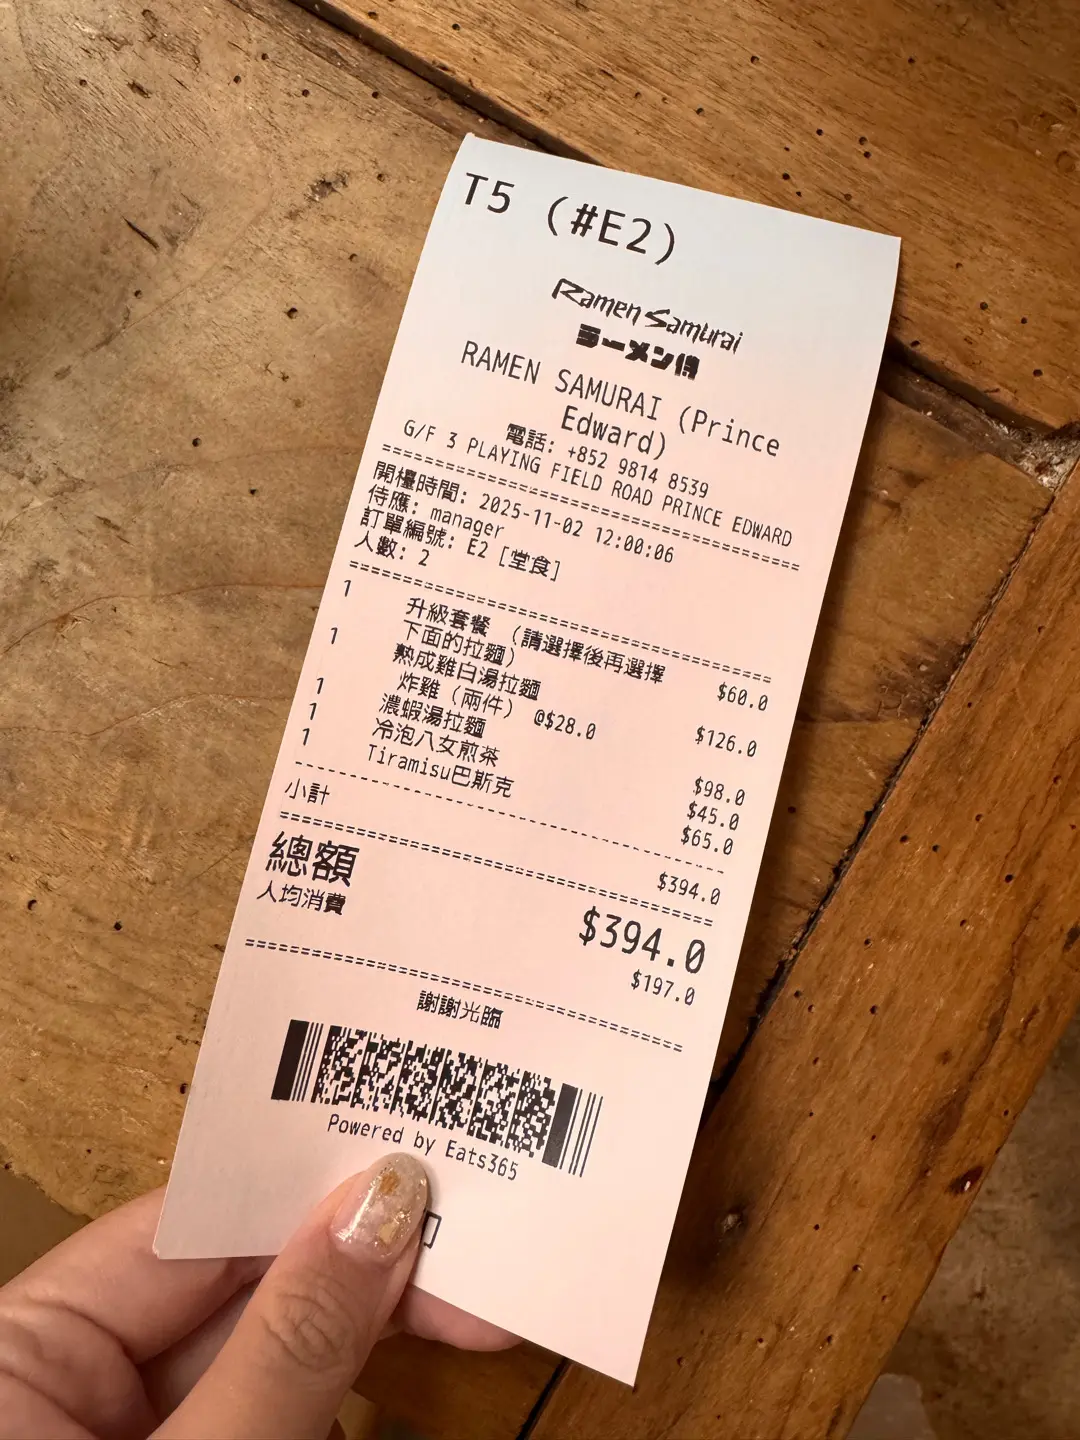 T5 (#E2)
Ramen Samurai
ラーメン侍
RAMEN SAMURAI (Prince
Edward)
電話: +852 9814 8539
G/F 3 PLAYING FIELD ROAD PRINCE EDWARD
開檯時間: 2025-11-02 12:00:06
侍應: manager
訂單編號: E2 [堂食]
人數: 2
1 升級套餐 (請選擇後再選擇 $60.0
下面的拉麵)
1 熟成雞白湯拉麵 $126.0
炸雞 (兩件) @$28.0
1 濃蝦湯拉麵 $98.0
1 冷泡八女煎茶 $45.0
1 Tiramisu巴斯克 $65.0
小計 $394.0
總額 $394.0
人均消費 $197.0
謝謝光臨
Powered by Eats365